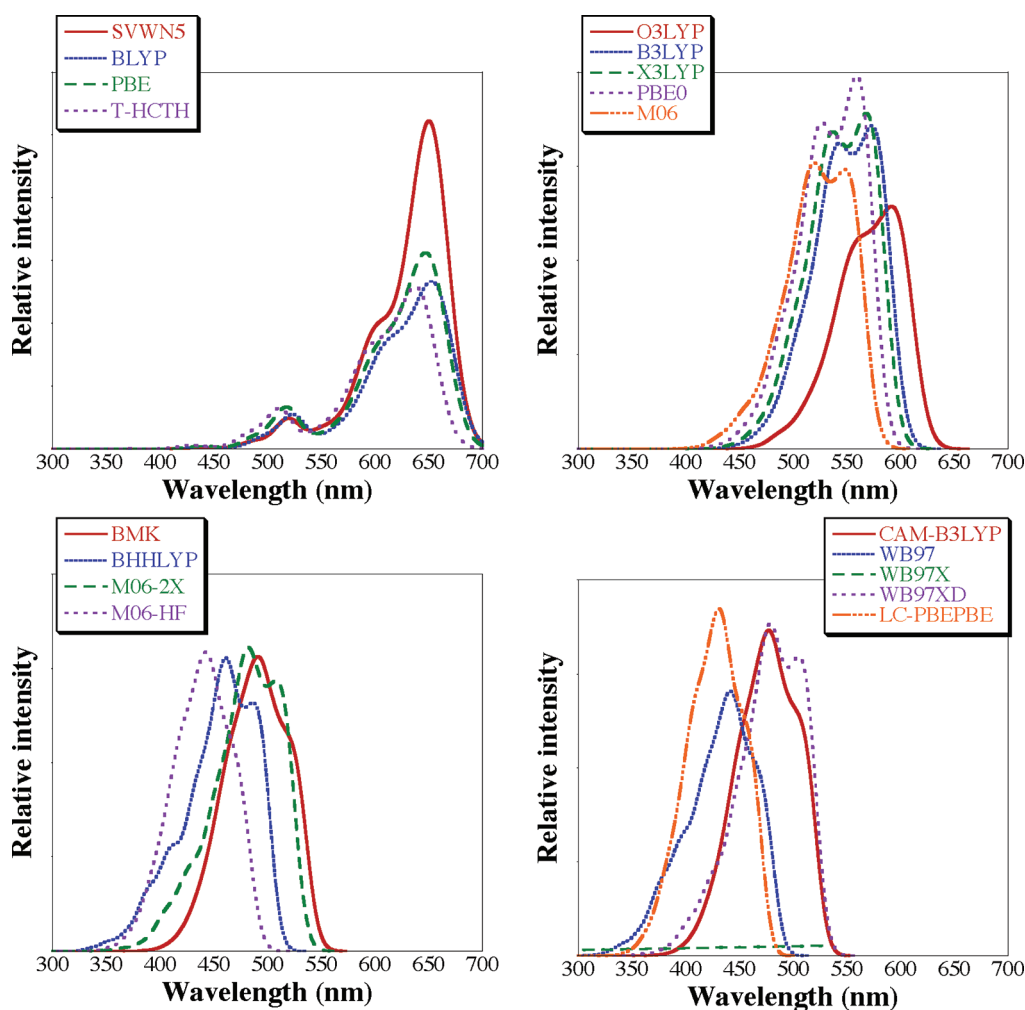 SVWN5
BLYP
PBE
T-HCTH
Relative intensity
300 350 400 450 500 550 600 650 700
Wavelength (nm)
O3LYP
B3LYP
X3LYP
PBE0
M06
Relative intensity
300 350 400 450 500 550 600 650 700
Wavelength (nm)
BMK
BHHLYP
M06-2X
M06-HF
Relative intensity
300 350 400 450 500 550 600 650 700
Wavelength (nm)
CAM-B3LYP
WB97
WB97X
WB97XD
LC-PBEPBE
Relative intensity
300 350 400 450 500 550 600 650 700
Wavelength (nm)